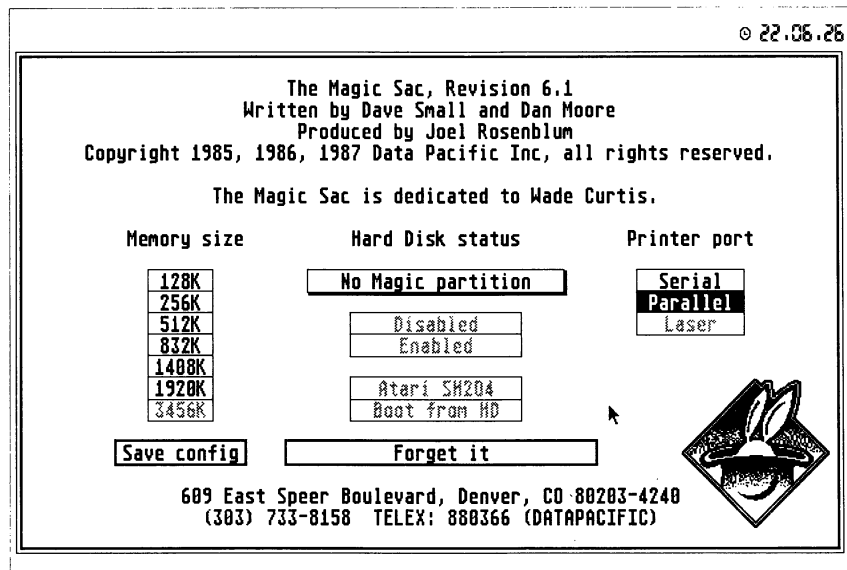 22.06.26
The Magic Sac, Revision 6.1
Written by Dave Small and Dan Moore
Produced by Joel Rosenblum
Copyright 1985, 1986, 1987 Data Pacific Inc, all rights reserved.
The Magic Sac is dedicated to Wade Curtis.
Memory size Hard Disk status Printer port
128K No Magic partition Serial
256K Parallel
512K Disabled Laser
832K Enabled
1408K
1920K Atari SH204
3456K Boot from HD
Save config Forget it
609 East Speer Boulevard, Denver, CO 80203-4240
(303) 733-8158 TELEX: 880366 (DATAPACIFIC)